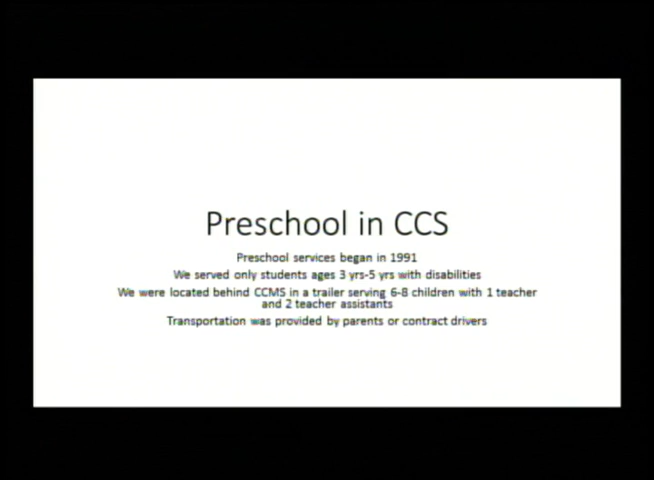 Preschool in CCS
Preschool services began in 1991
We served only students ages 3 yrs-5 yrs with disabilities
We were located behind CCMS in a trailer serving 6-8 children with 1 teacher
and 2 teacher assistants
Transportation was provided by parents or contract drivers